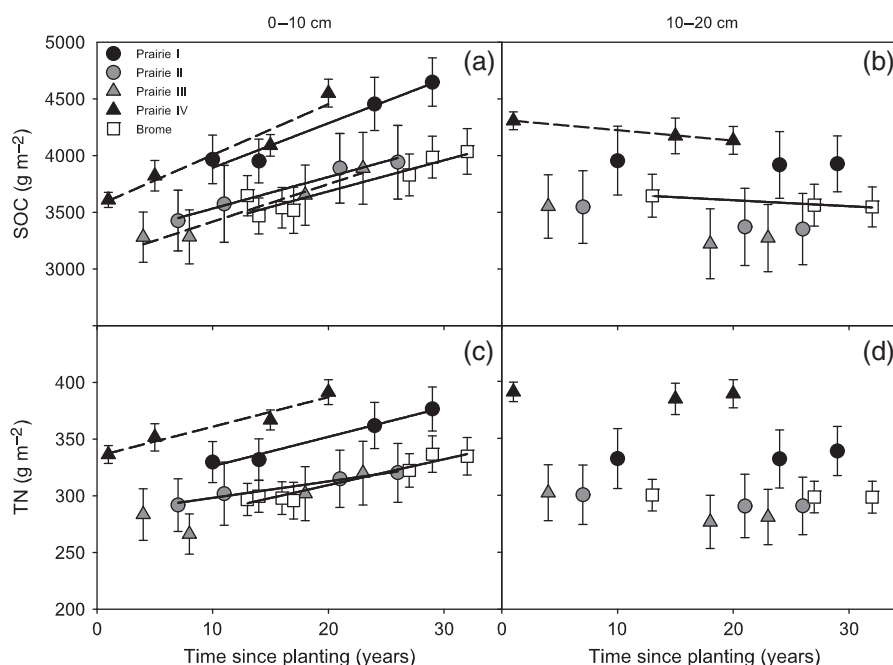 0–10 cm
10–20 cm
5000
4500
4000
3500
3000
SOC (g m−2)
Prairie I
Prairie II
Prairie III
Prairie IV
Brome
(a)
(b)
400
350
300
250
200
TN (g m−2)
(c)
(d)
0
10
20
30
0
10
20
30
Time since planting (years)
Time since planting (years)